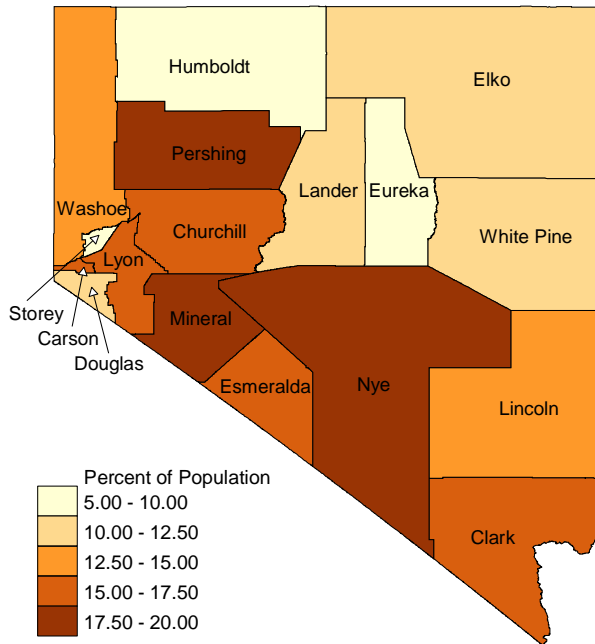 Humboldt
Elko
Pershing
Lander
Eureka
Washoe
Churchill
White Pine
Lyon
Storey
Carson
Douglas
Mineral
Esmeralda
Nye
Lincoln
Clark
Percent of Population
5.00 - 10.00
10.00 - 12.50
12.50 - 15.00
15.00 - 17.50
17.50 - 20.00